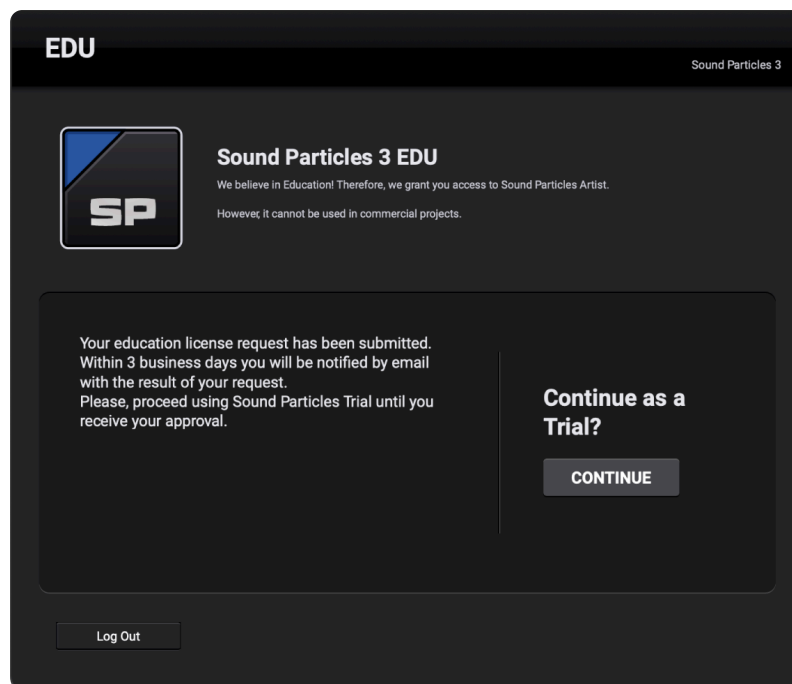 EDU
Sound Particles 3
SP
Sound Particles 3 EDU
We believe in Education! Therefore, we grant you access to Sound Particles Artist.
However, it cannot be used in commercial projects.
Your education license request has been submitted.
Within 3 business days you will be notified by email
with the result of your request.
Please, proceed using Sound Particles Trial until you
receive your approval.
Continue as a
Trial?
CONTINUE
Log Out